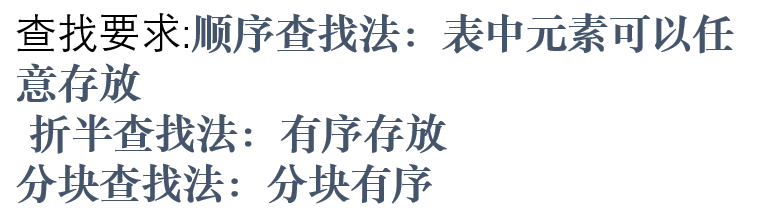 查找要求:顺序查找法：表中元素可以任
意存放
折半查找法：有序存放
分块查找法：分块有序